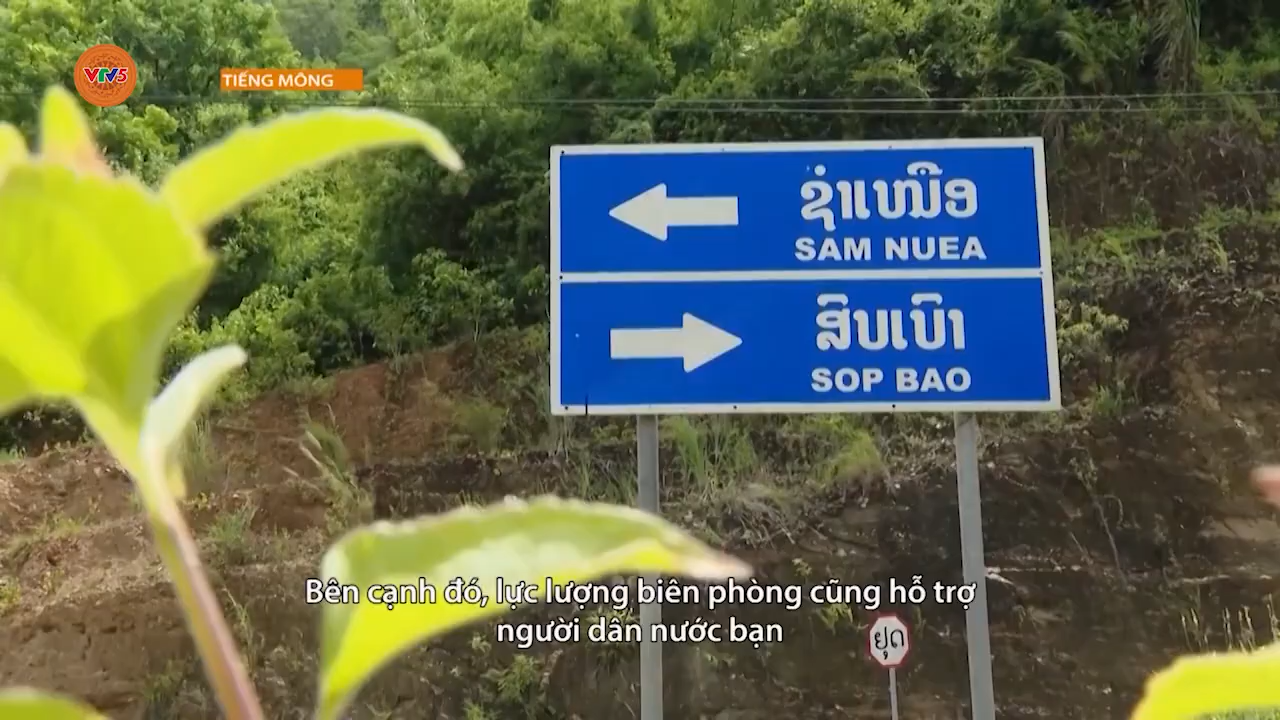 VTV5
TIẾNG MÔNG
ຊຳເໜືອ
SAM NUEA
ສົບເບົາ
SOP BAO
Bên cạnh đó, lực lượng biên phòng cũng hỗ trợ
người dân nước bạn
ຢຸດ